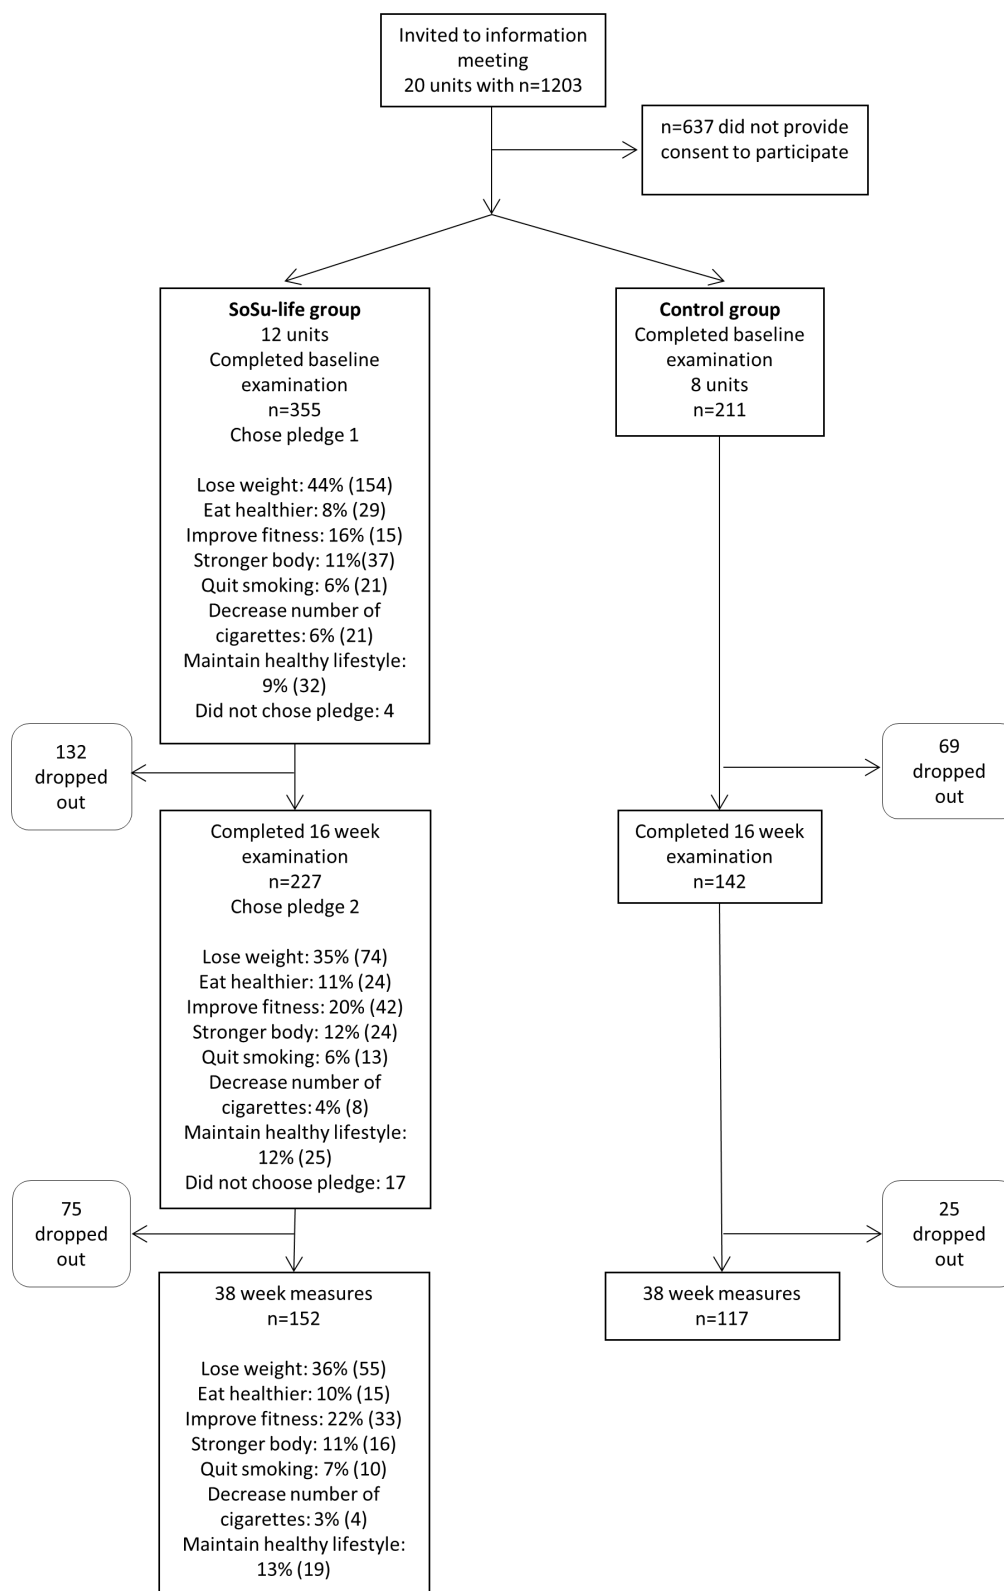 Invited to information
meeting
20 units with n=1203
n=637 did not provide
consent to participate
SoSu-life group
12 units
Completed baseline
examination
n=355
Chose pledge 1
Lose weight: 44% (154)
Eat healthier: 8% (29)
Improve fitness: 16% (15)
Stronger body: 11%(37)
Quit smoking: 6% (21)
Decrease number of
cigarettes: 6% (21)
Maintain healthy lifestyle:
9% (32)
Did not chose pledge: 4
Control group
Completed baseline
examination
8 units
n=211
132
dropped
out
69
dropped
out
Completed 16 week
examination
n=227
Chose pledge 2
Lose weight: 35% (74)
Eat healthier: 11% (24)
Improve fitness: 20% (42)
Stronger body: 12% (24)
Quit smoking: 6% (13)
Decrease number of
cigarettes: 4% (8)
Maintain healthy lifestyle:
12% (25)
Did not choose pledge: 17
Completed 16 week
examination
n=142
75
dropped
out
25
dropped
out
38 week measures
n=152
Lose weight: 36% (55)
Eat healthier: 10% (15)
Improve fitness: 22% (33)
Stronger body: 11% (16)
Quit smoking: 7% (10)
Decrease number of
cigarettes: 3% (4)
Maintain healthy lifestyle:
13% (19)
38 week measures
n=117